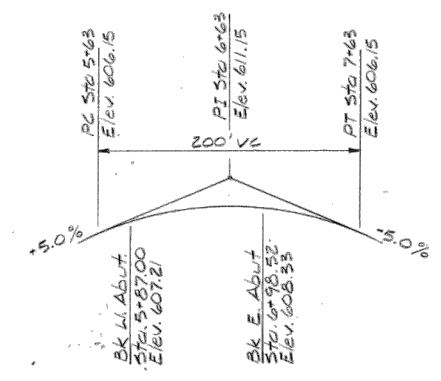 PC Sta 5+63
Elev. 606.15
PI Sta 6+63
Elev. 611.15
PT Sta 7+63
Elev. 606.15
200' VC
+5.0%
-5.0%
Bk W. Abut.
Sta. 5+87.00
Elev. 607.21
Bk E. Abut
Sta. 6+98.52
Elev. 608.33